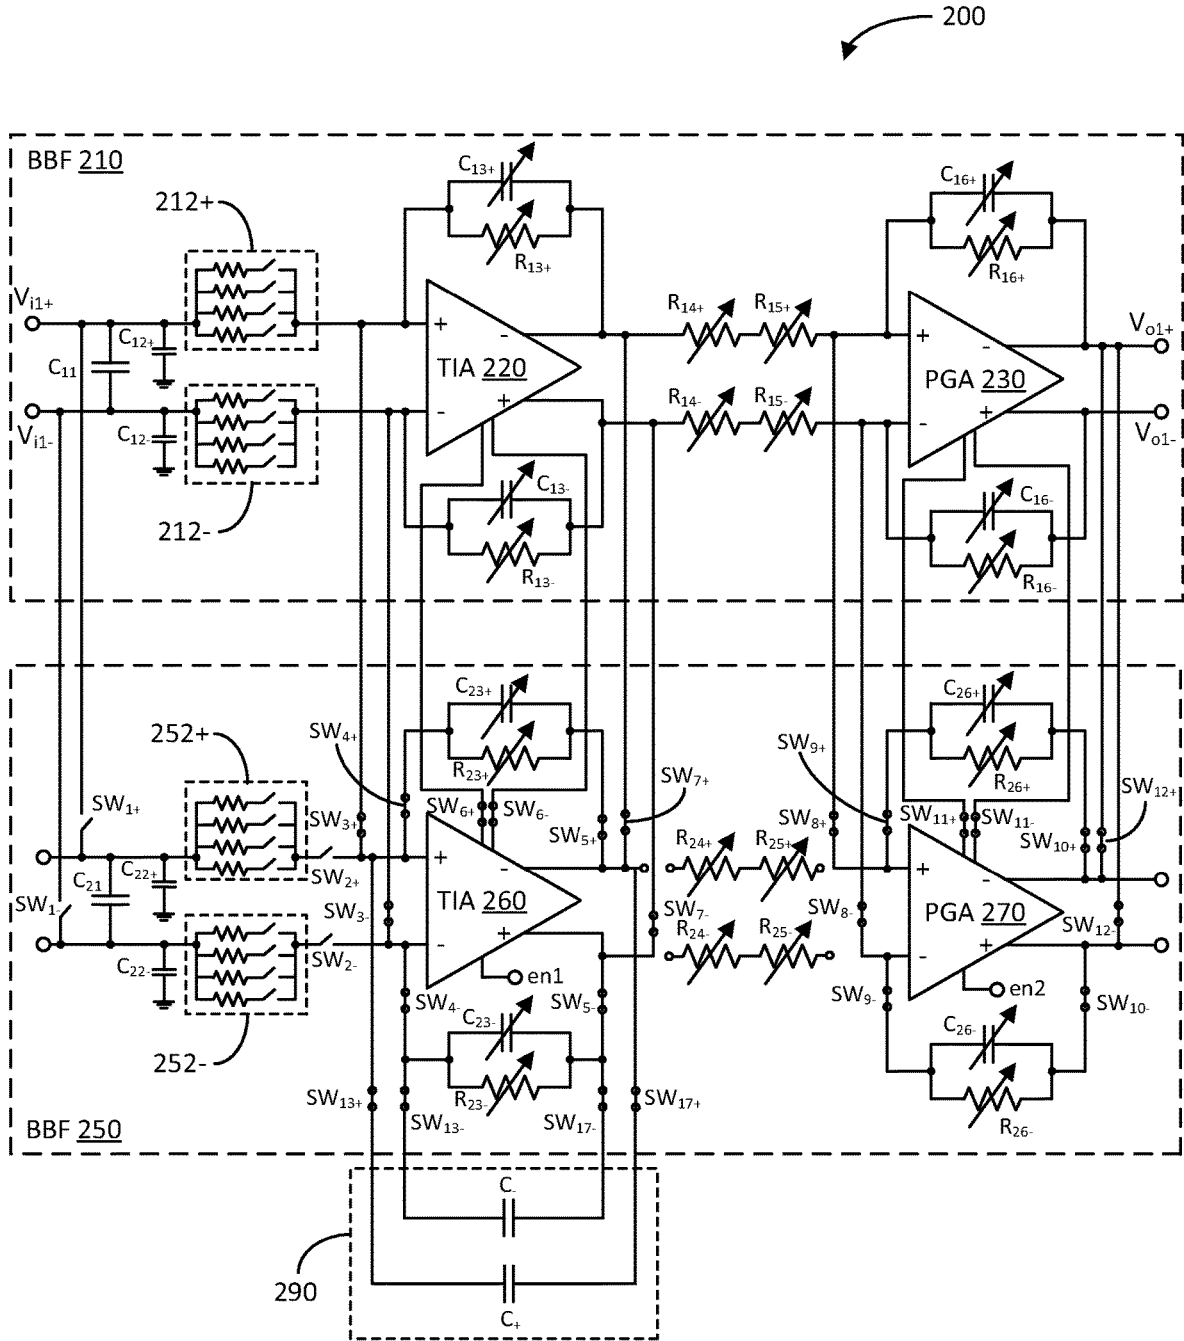 200
BBF 210
212+
C13+
C16+
R13+
R16+
Vi1+
C12+
C11
+
-
TIA 220
-
+
R14+
R15+
+
-
PGA 230
-
+
Vo1+
Vi1-
C12-
R14-
R15-
Vo1-
212-
C13-
R13-
C16-
R16-
252+
SW4+
C23+
R23+
SW7+
SW9+
C26+
R26+
SW12+
SW1+
SW3+
SW6+
SW6-
SW5+
R24+
R25+
SW8+
SW11+
SW11-
SW10+
C21
C22+
SW2+
+
-
TIA 260
-
+
+
-
PGA 270
-
+
SW1-
SW3-
SW7-
R24-
R25-
SW8-
SW12-
C22-
SW2-
en1
en2
SW4-
SW5-
SW9-
SW10-
252-
C23-
R23-
C26-
R26-
SW13+
SW13-
SW17-
SW17+
BBF 250
C-
C+
290